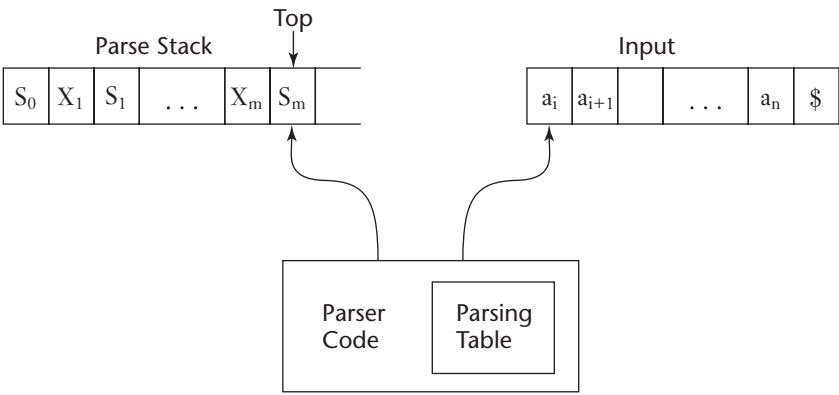 Top
Parse Stack
Input
S₀ X₁ S₁ . . . Xₘ Sₘ
aᵢ aᵢ₊₁ . . . aₙ $
Parser
Code
Parsing
Table